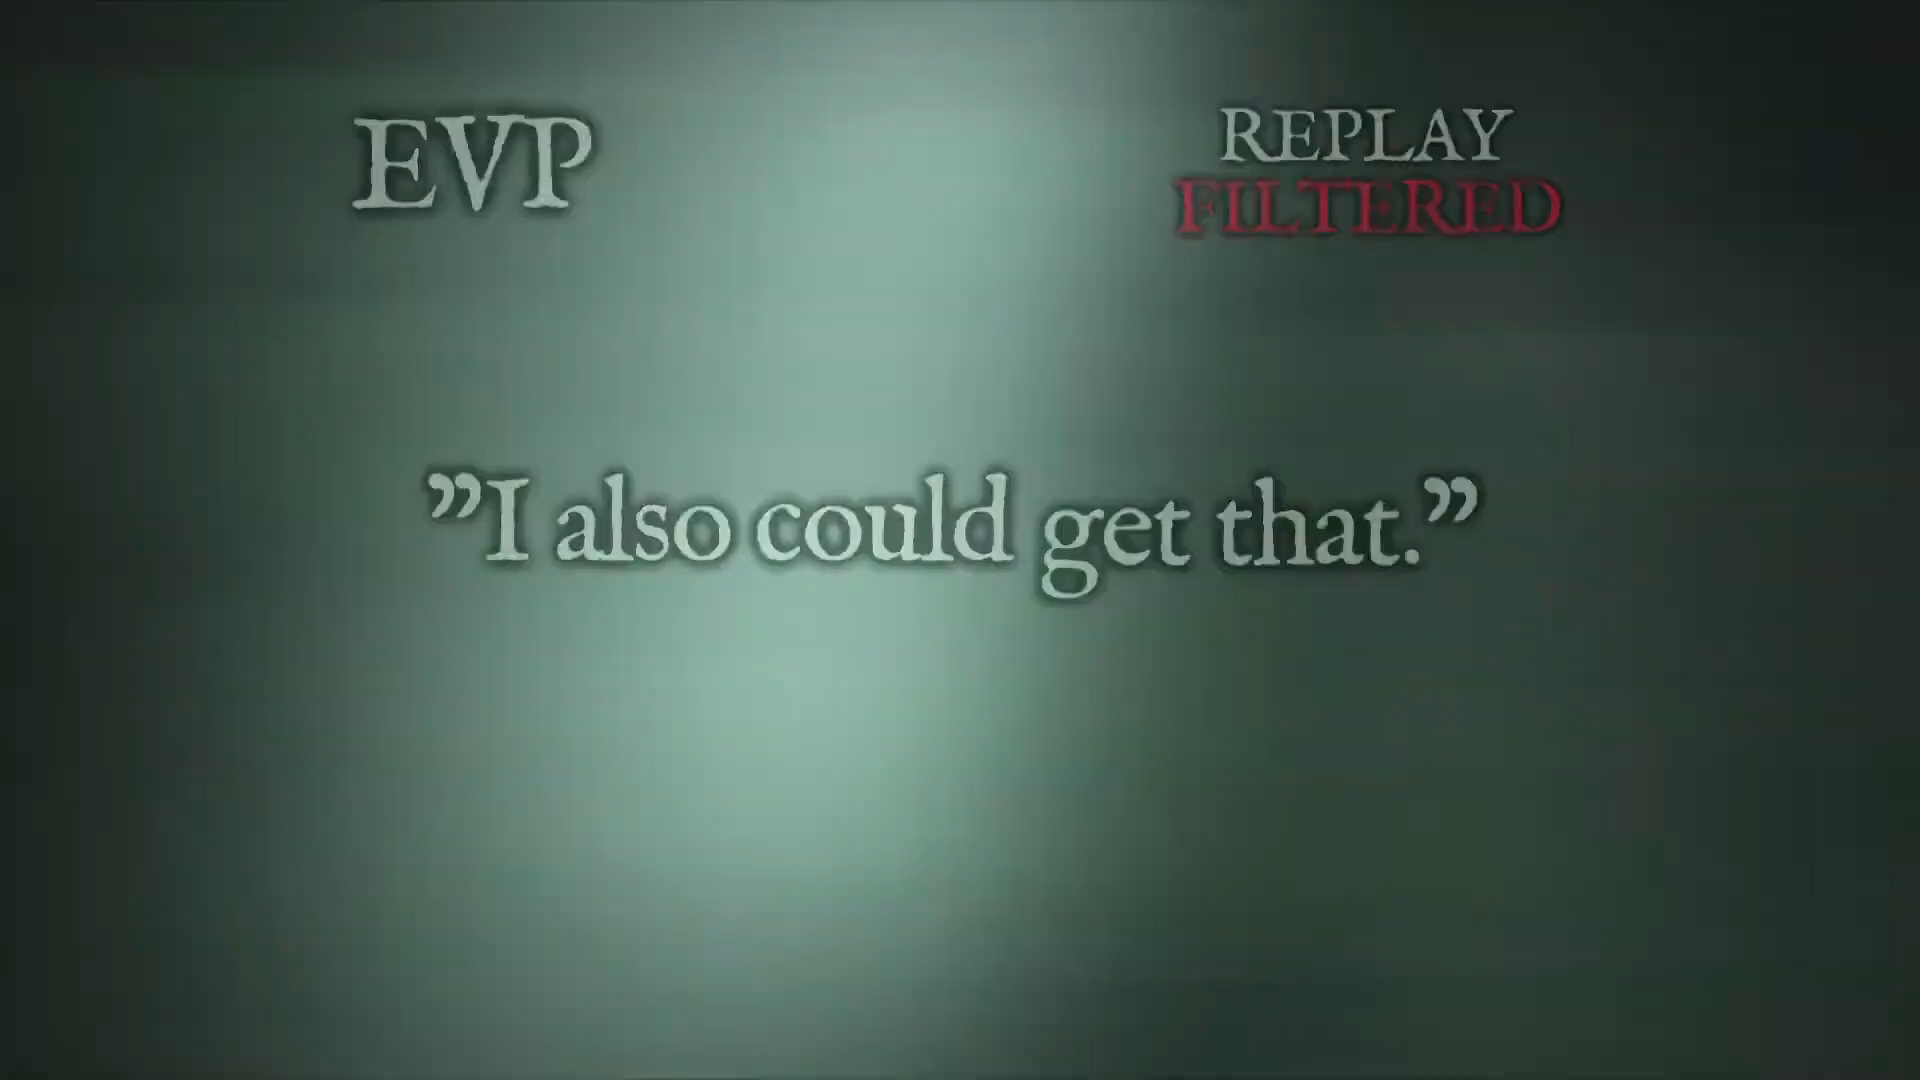 EVP
REPLAY
FILTERED
”I also could get that.”